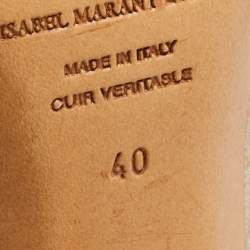 ISABEL MARANT
MADE IN ITALY
CUIR VERITABLE
40